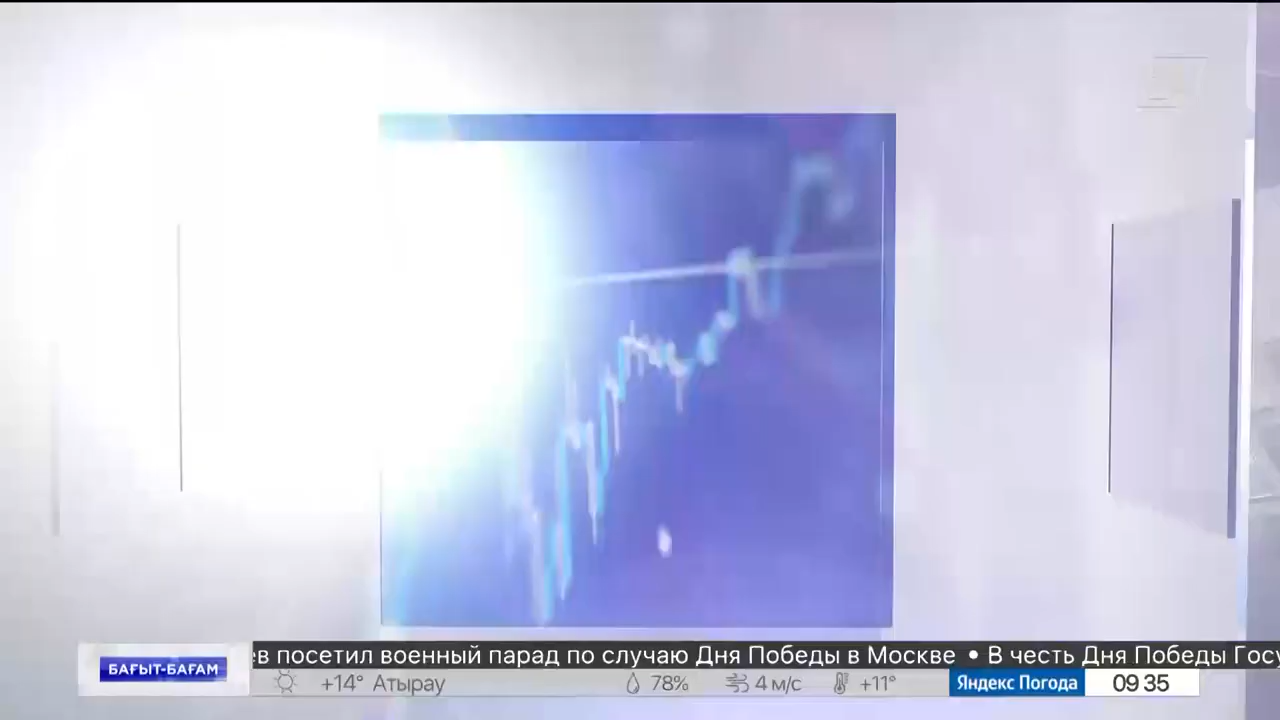 БАҒЫТ-БАҒАМ
ев посетил военный парад по случаю Дня Победы в Москве • В честь Дня Победы Госу
+14° Атырау 78% 4 м/с +11° Яндекс Погода 09 35